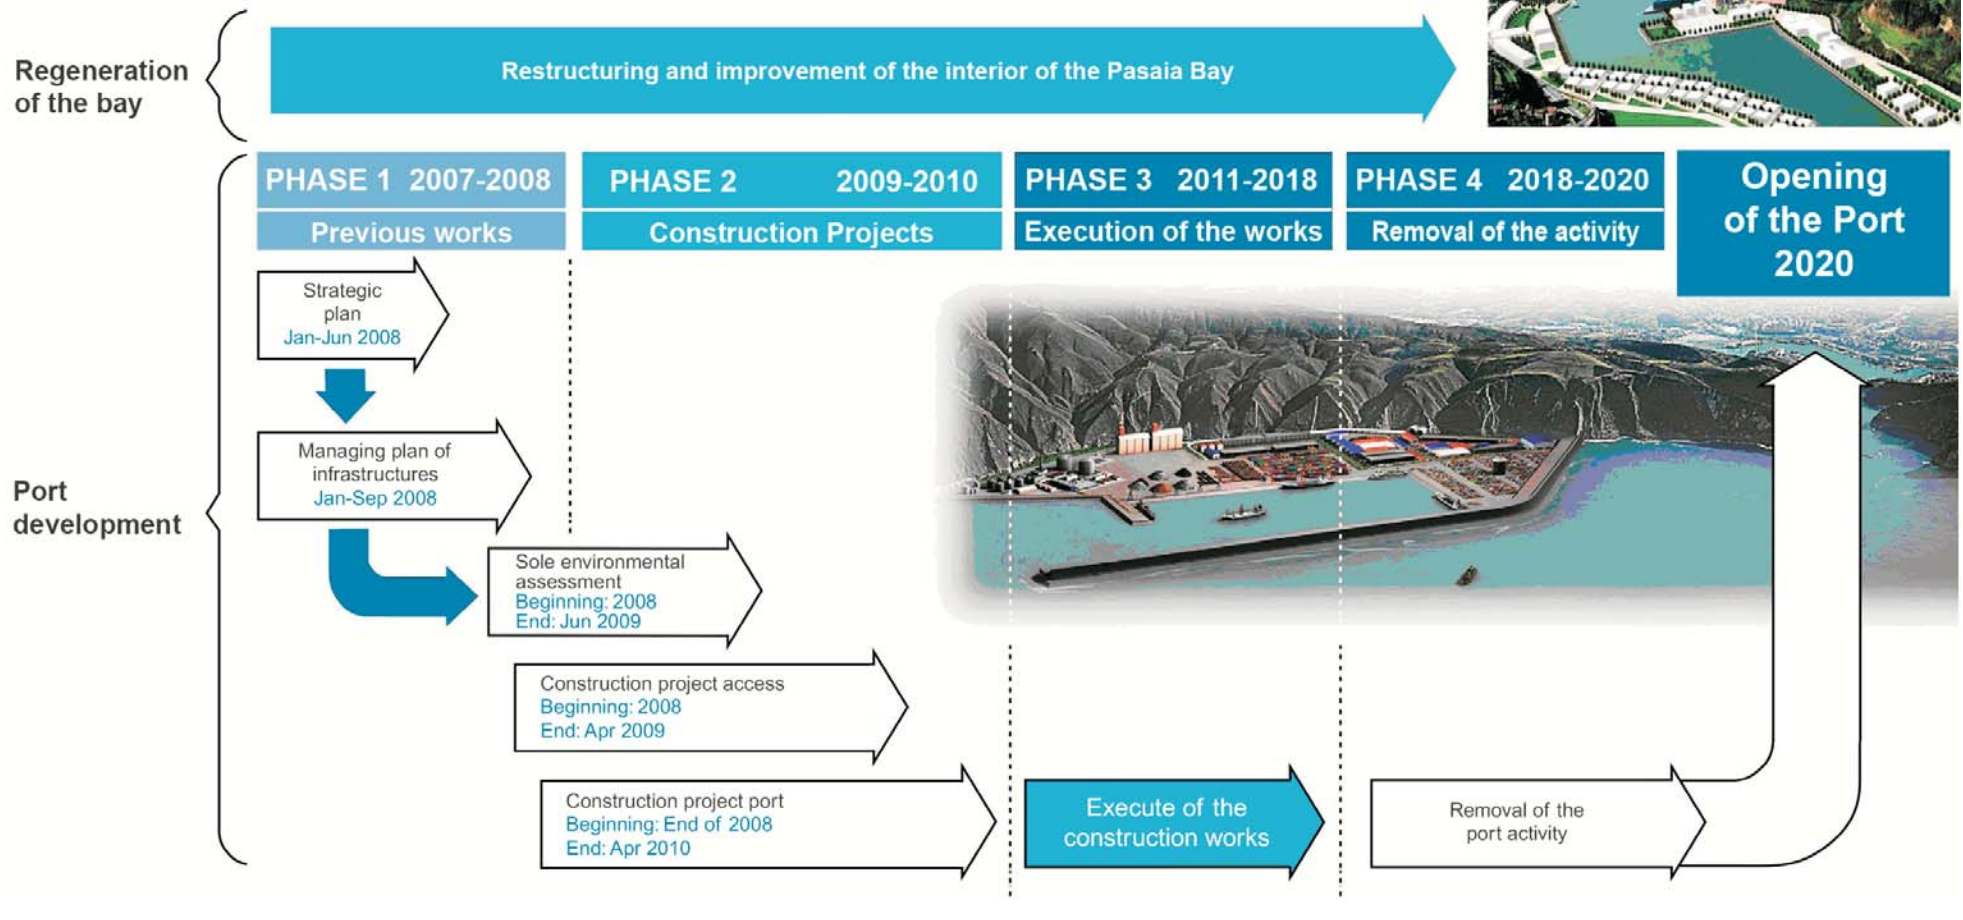 Regeneration
of the bay
Restructuring and improvement of the interior of the Pasaia Bay
PHASE 1 2007-2008
Previous works
PHASE 2 2009-2010
Construction Projects
PHASE 3 2011-2018
Execution of the works
PHASE 4 2018-2020
Removal of the activity
Opening
of the Port
2020
Port
development
Strategic
plan
Jan-Jun 2008
Managing plan of
infrastructures
Jan-Sep 2008
Sole environmental
assessment
Beginning: 2008
End: Jun 2009
Construction project access
Beginning: 2008
End: Apr 2009
Construction project port
Beginning: End of 2008
End: Apr 2010
Execute of the
construction works
Removal of the
port activity